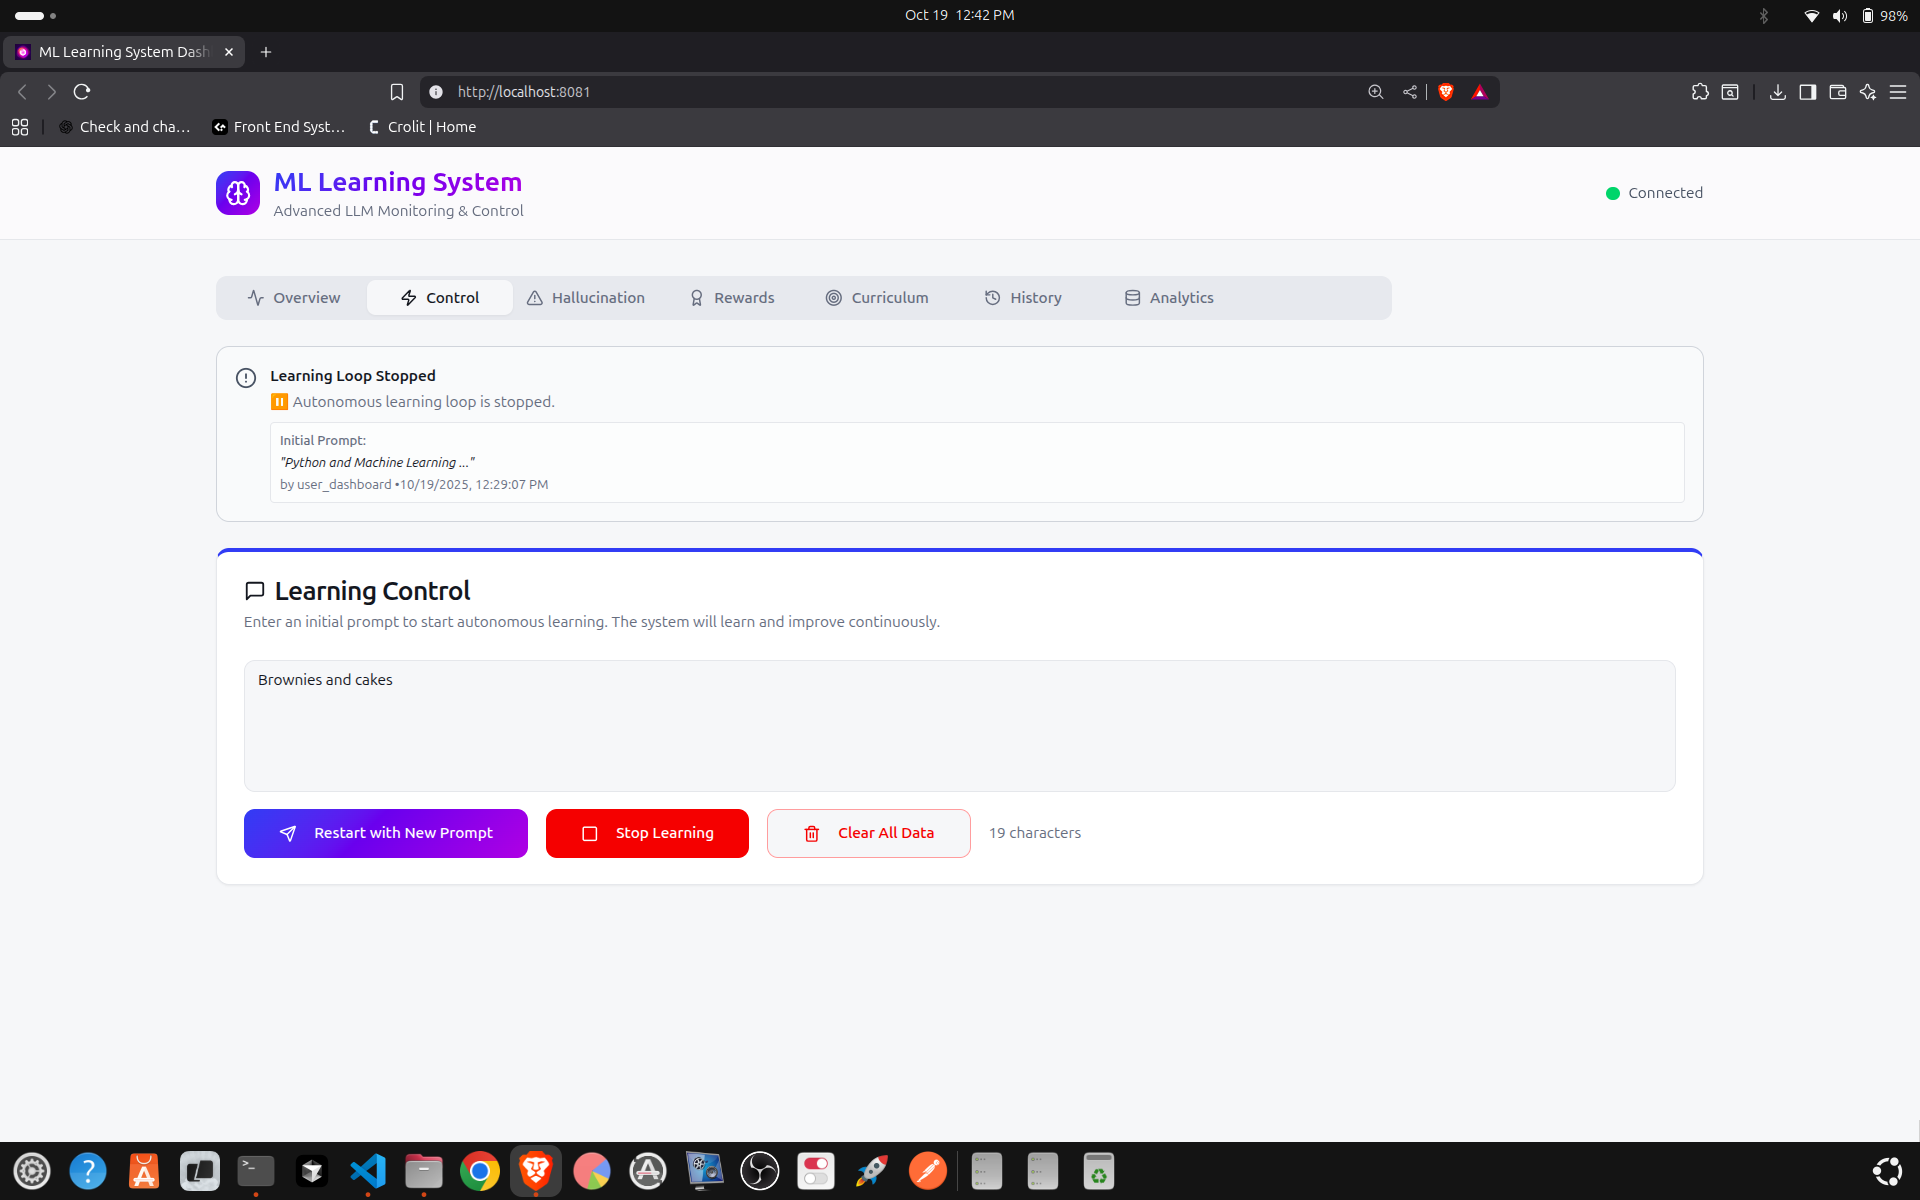 Oct 19 12:42 PM
98%
ML Learning System Dash
http://localhost:8081
Check and cha...
Front End Syst...
Crolit | Home
ML Learning System
Advanced LLM Monitoring & Control
Connected
Overview
Control
Hallucination
Rewards
Curriculum
History
Analytics
Learning Loop Stopped
Autonomous learning loop is stopped.
Initial Prompt:
"Python and Machine Learning ..."
by user_dashboard •10/19/2025, 12:29:07 PM
Learning Control
Enter an initial prompt to start autonomous learning. The system will learn and improve continuously.
Brownies and cakes
Restart with New Prompt
Stop Learning
Clear All Data
19 characters